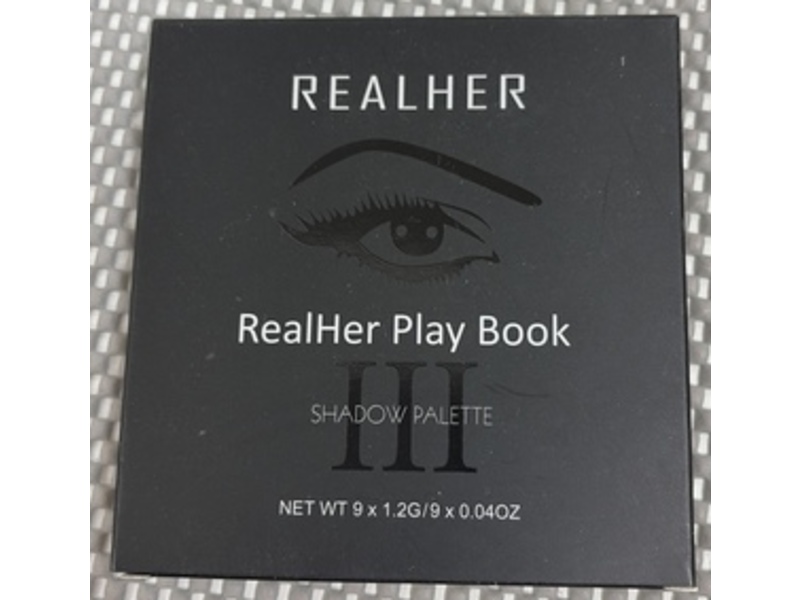 REALHER
RealHer Play Book
III
SHADOW PALETTE
NET WT 9 x 1.2G/9 x 0.04OZ